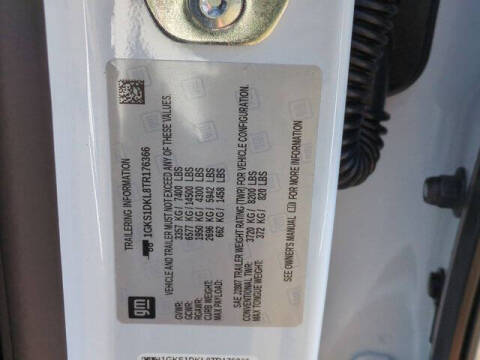 TRAILERING INFORMATION
1GKS1DKL8TR176366
VEHICLE AND TRAILER MUST NOT EXCEED ANY OF THESE VALUES.
GVWR: 3357 KG/ 7400 LBS
GCWR: 6577 KG/ 14500 LBS
RGAWR: 1950 KG/ 4300 LBS
CURB WEIGHT: 2696 KG/ 5942 LBS
MAX PAYLOAD: 662 KG/ 1458 LBS
SAE J2807 TRAILER WEIGHT RATING (TWR) FOR VEHICLE CONFIGURATION.
CONVENTIONAL TWR: 3720 KG/ 8200 LBS
MAX TONGUE WEIGHT: 372 KG/ 820 LBS
SEE OWNER'S MANUAL FOR MORE INFORMATION.
gm
1GKS1DKL8TR176366